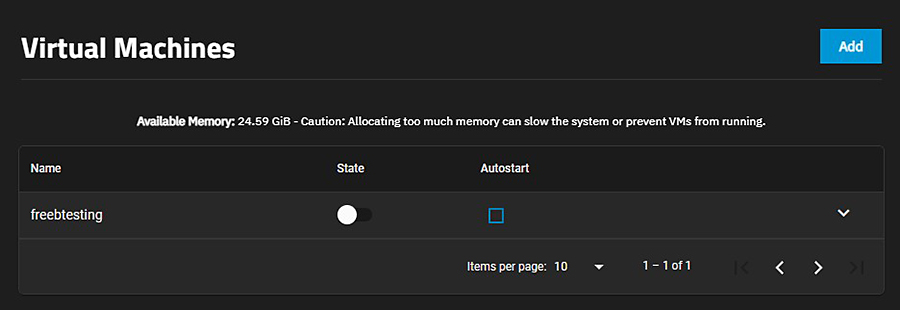 Virtual Machines
Add
Available Memory: 24.59 GiB - Caution: Allocating too much memory can slow the system or prevent VMs from running.
Name State Autostart
freebtesting
Items per page: 10 1 – 1 of 1